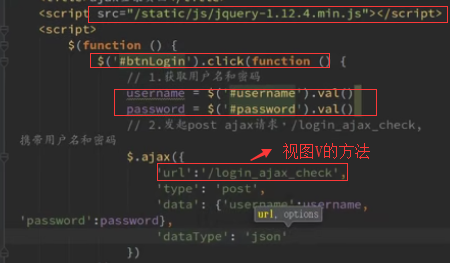 <script src="/static/js/jquery-1.12.4.min.js"></script>
<script>
$(function () {
$('#btnLogin').click(function () {
// 1.获取用户名和密码
username = $('#username').val()
password = $('#password').val()
// 2.发起post ajax请求,/login_ajax_check,
携带用户名和密码
$.ajax({
视图V的方法
'url':'/login_ajax_check',
'type': 'post',
'data': {'username':username,
'password':password},
url, options
'dataType': 'json'
})